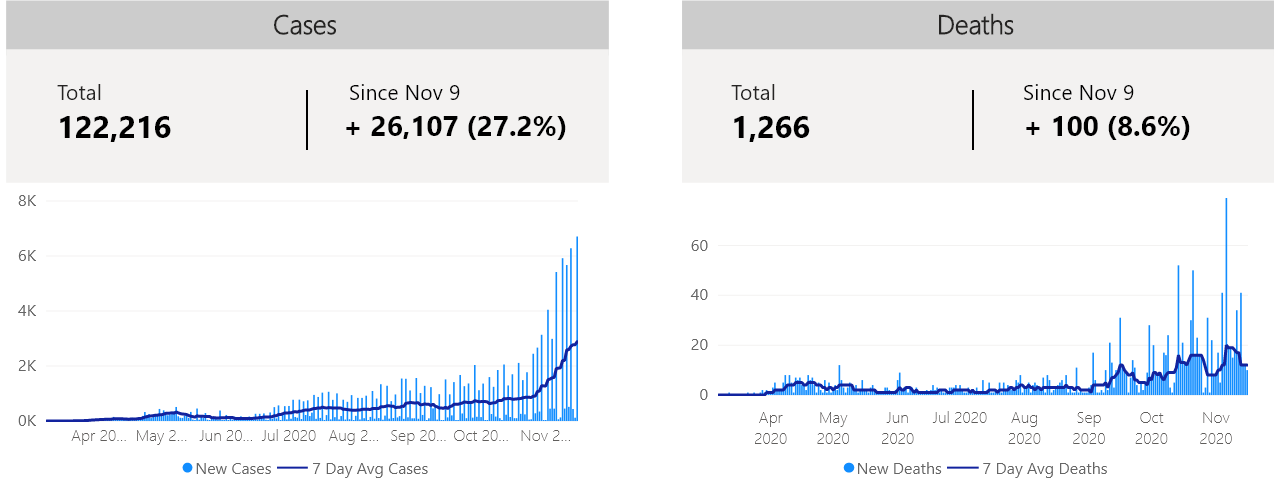 Cases
Total
122,216
Since Nov 9
+ 26,107 (27.2%)
8K
6K
4K
2K
0K
Apr 20... May 2... Jun 20... Jul 2020 Aug 2... Sep 20... Oct 20... Nov 2...
New Cases 7 Day Avg Cases
Deaths
Total
1,266
Since Nov 9
+ 100 (8.6%)
60
40
20
0
Apr May Jun Jul 2020 Aug Sep Oct Nov
2020 2020 2020 2020 2020 2020 2020
New Deaths 7 Day Avg Deaths